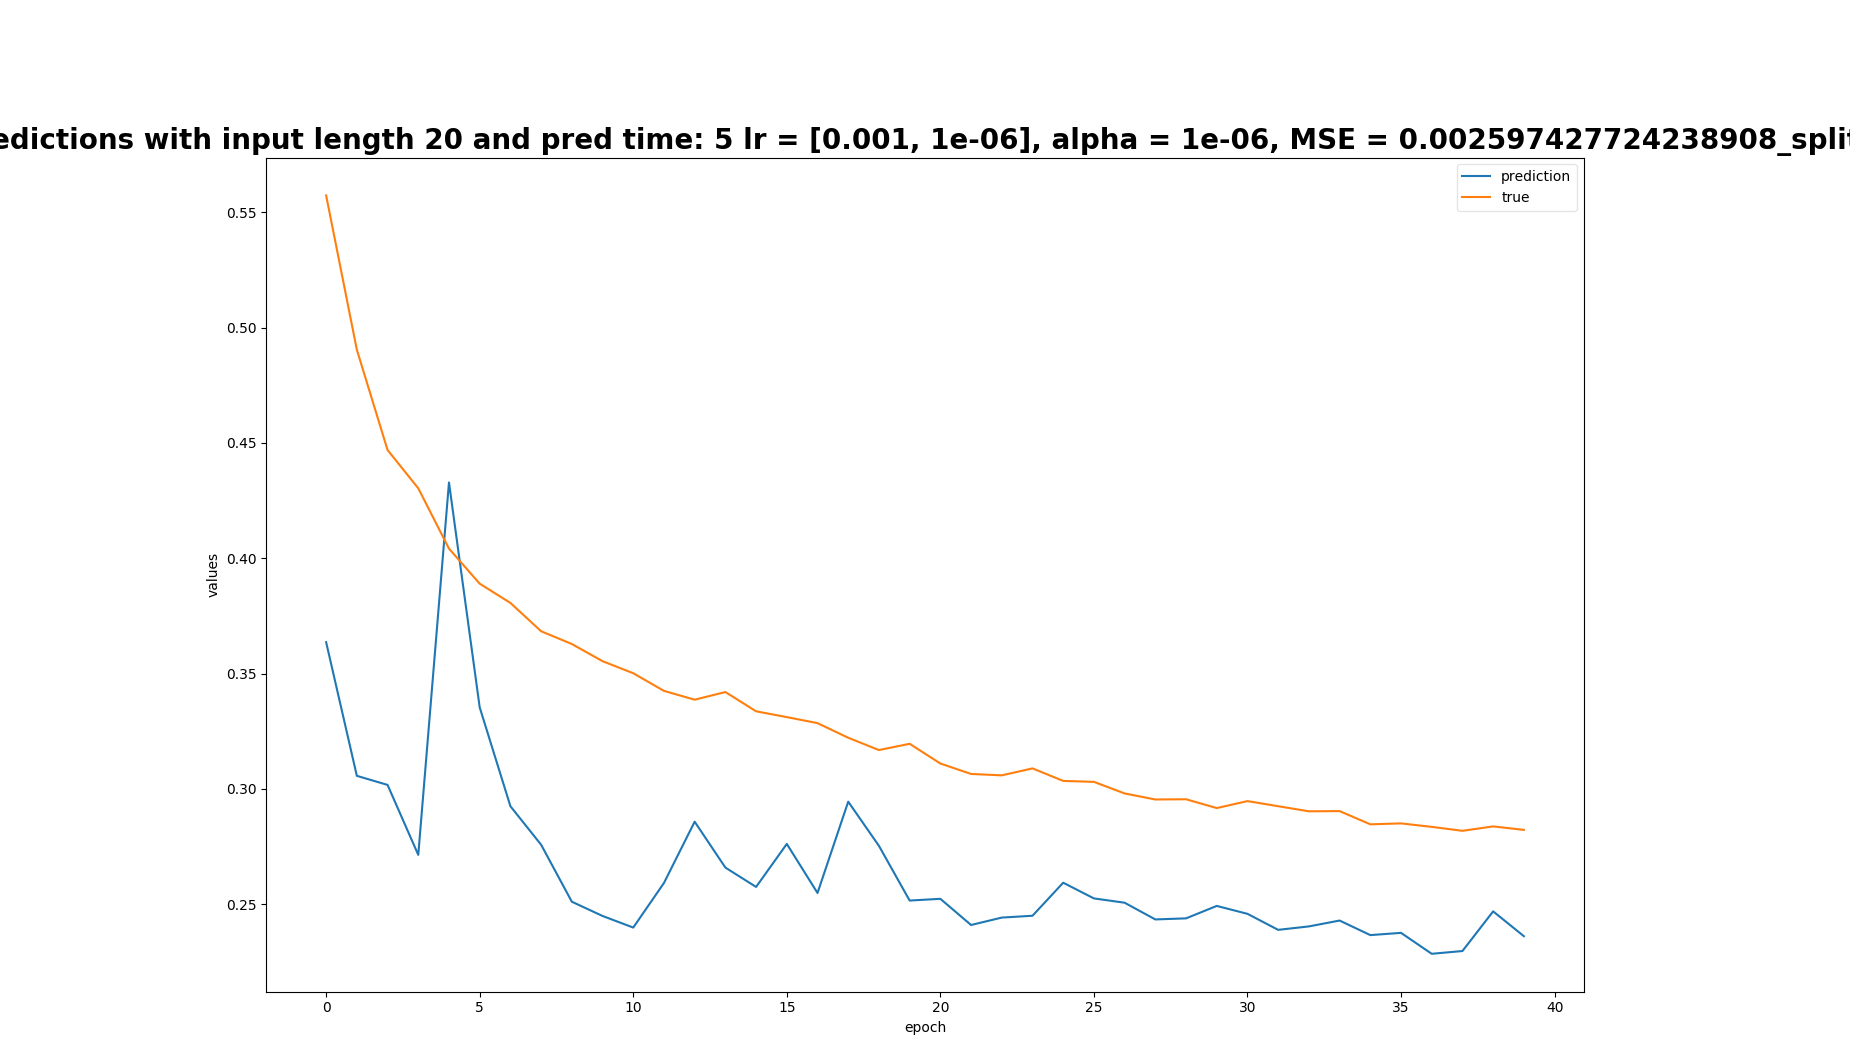 edictions with input length 20 and pred time: 5 lr = [0.001, 1e-06], alpha = 1e-06, MSE = 0.002597427724238908_split
prediction
true
0.55
0.50
0.45
0.40
0.35
0.30
0.25
values
0 5 10 15 20 25 30 35 40
epoch